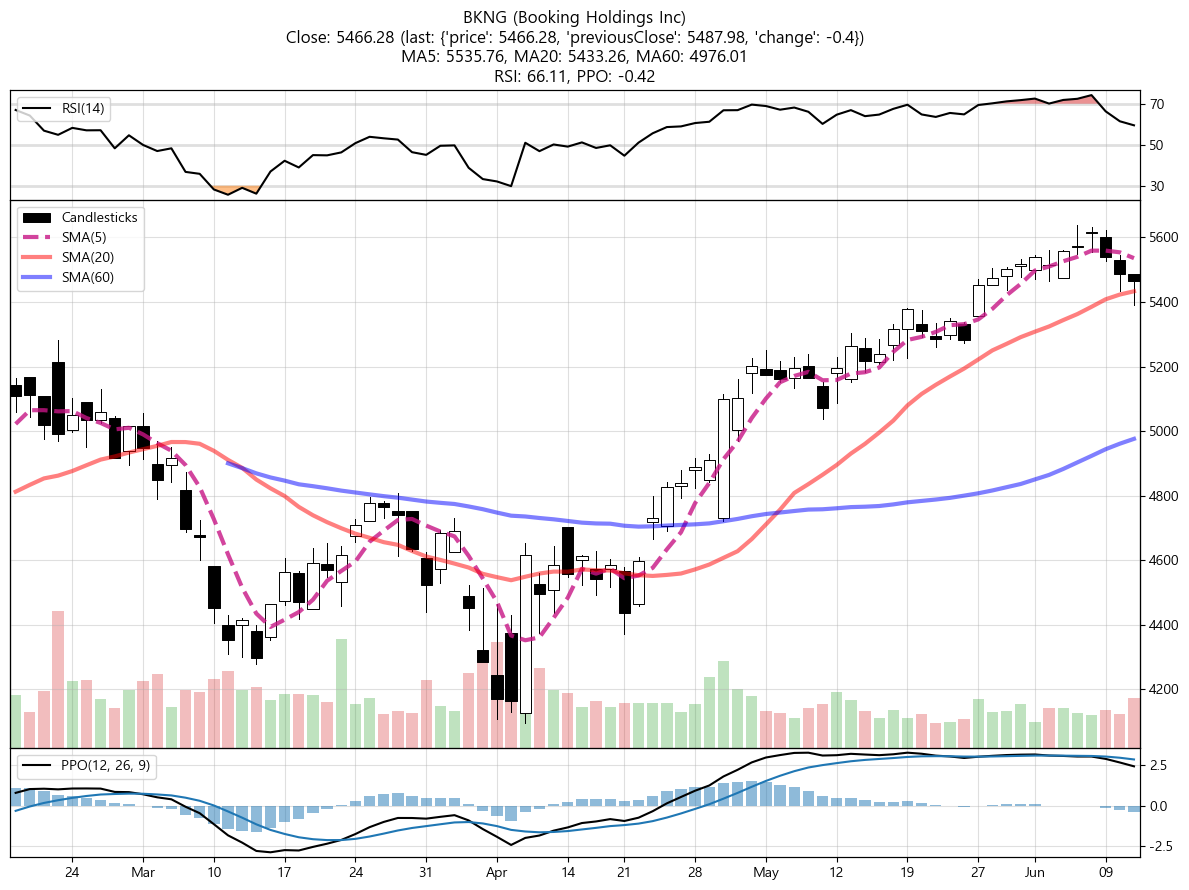 BKNG (Booking Holdings Inc)
Close: 5466.28 (last: {'price': 5466.28, 'previousClose': 5487.98, 'change': -0.4})
MA5: 5535.76, MA20: 5433.26, MA60: 4976.01
RSI: 66.11, PPO: -0.42
RSI(14)
70
50
30
Candlesticks
SMA(5)
SMA(20)
SMA(60)
5600
5400
5200
5000
4800
4600
4400
4200
PPO(12, 26, 9)
2.5
0.0
−2.5
24 Mar 10 17 24 31 Apr 14 21 28 May 12 19 27 Jun 09